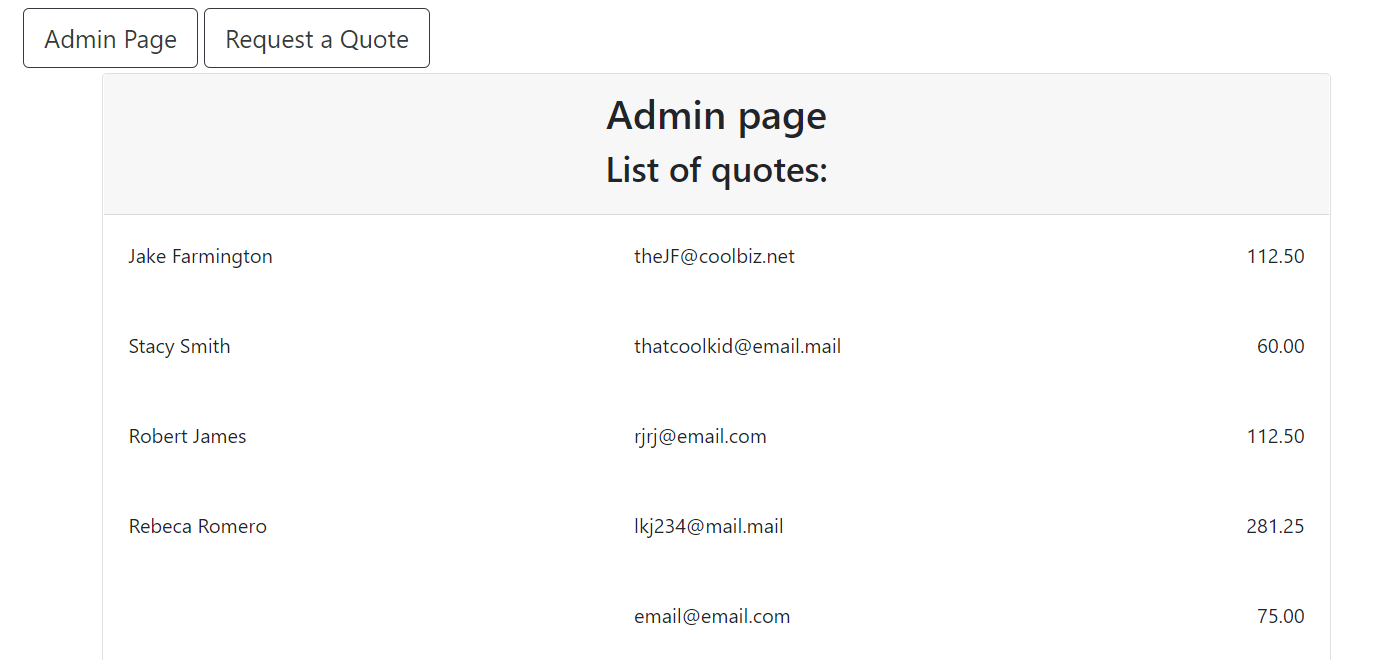 Admin Page Request a Quote
Admin page
List of quotes:
Jake Farmington theJF@coolbiz.net 112.50
Stacy Smith thatcoolkid@email.mail 60.00
Robert James rjrj@email.com 112.50
Rebeca Romero lkj234@mail.mail 281.25
email@email.com 75.00